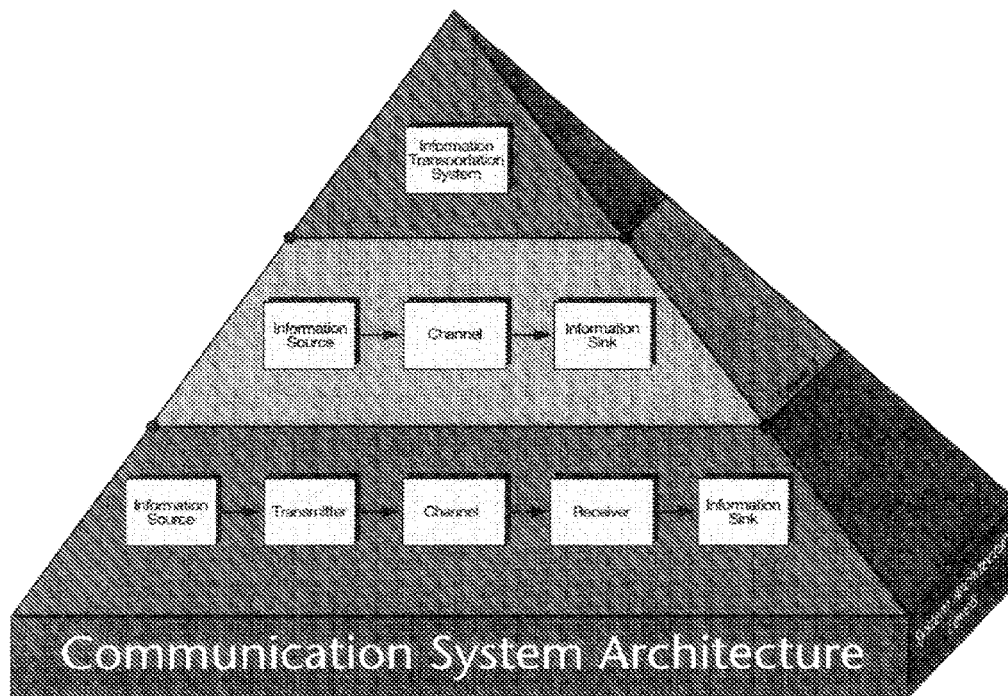 Information
Transportation
System
Information
Source
Channel
Information
Sink
Information
Source
Transmitter
Channel
Receiver
Information
Sink
Communication System Architecture